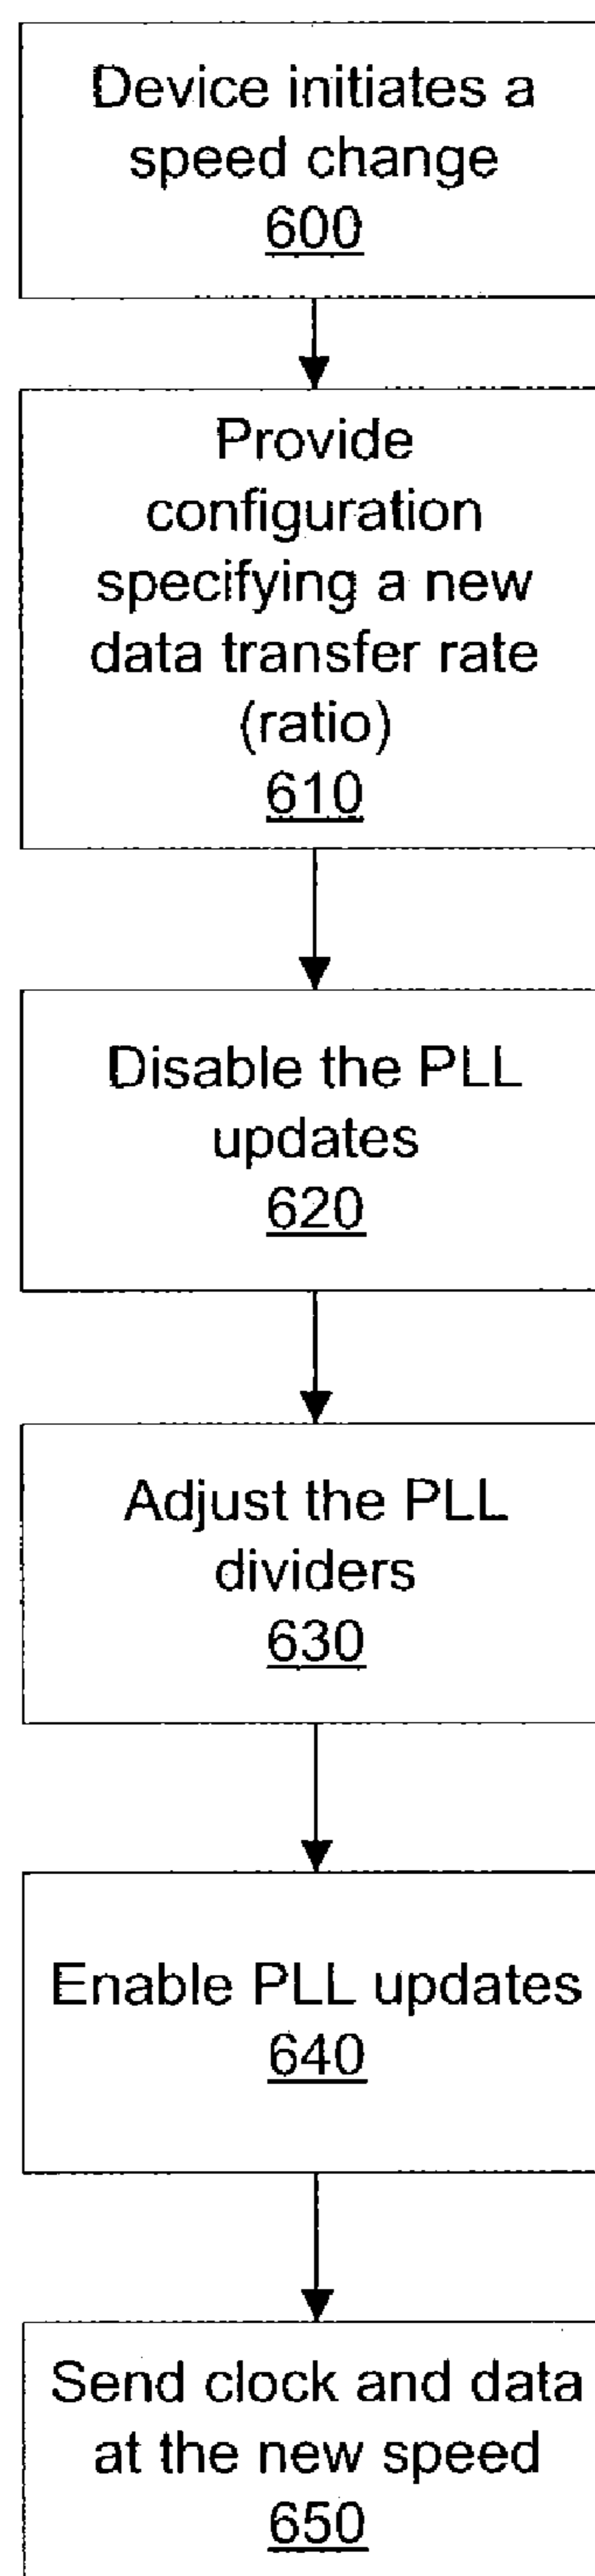 Device initiates a
speed change
600
Provide
configuration
specifying a new
data transfer rate
(ratio)
610
Disable the PLL
updates
620
Adjust the PLL
dividers
630
Enable PLL updates
640
Send clock and data
at the new speed
650